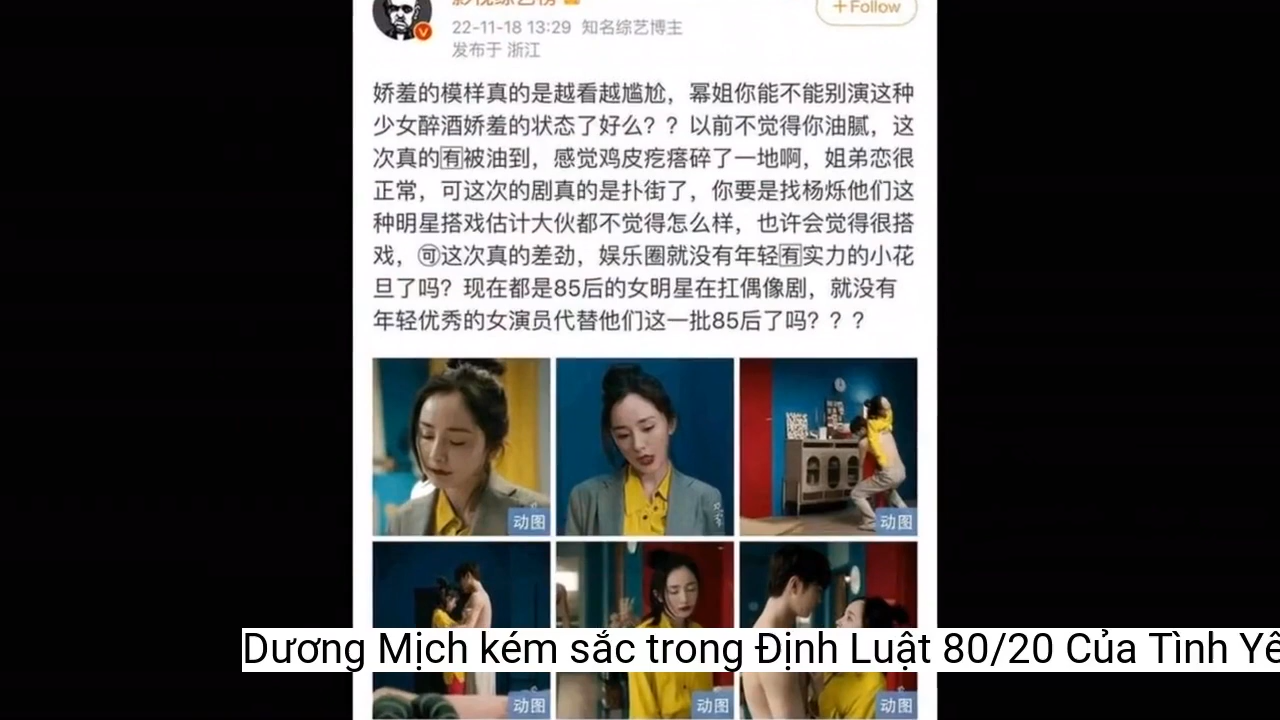 影视综艺榜
+Follow
22-11-18 13:29 知名综艺博主
发布于 浙江
娇羞的模样真的是越看越尴尬，幂姐你能不能别演这种
少女醉酒娇羞的状态了好么？？以前不觉得你油腻，这
次真的有被油到，感觉鸡皮疙瘩碎了一地啊，姐弟恋很
正常，可这次的剧真的是扑街了，你要是找杨烁他们这
种明星搭戏估计大伙都不觉得怎么样，也许会觉得很搭
戏，可这次真的差劲，娱乐圈就没有年轻有实力的小花
旦了吗？现在都是85后的女明星在扛偶像剧，就没有
年轻优秀的女演员代替他们这一批85后了吗？？？
动图
动图
Dương Mịch kém sắc trong Định Luật 80/20 Của Tình Yê
动图
动图
动图